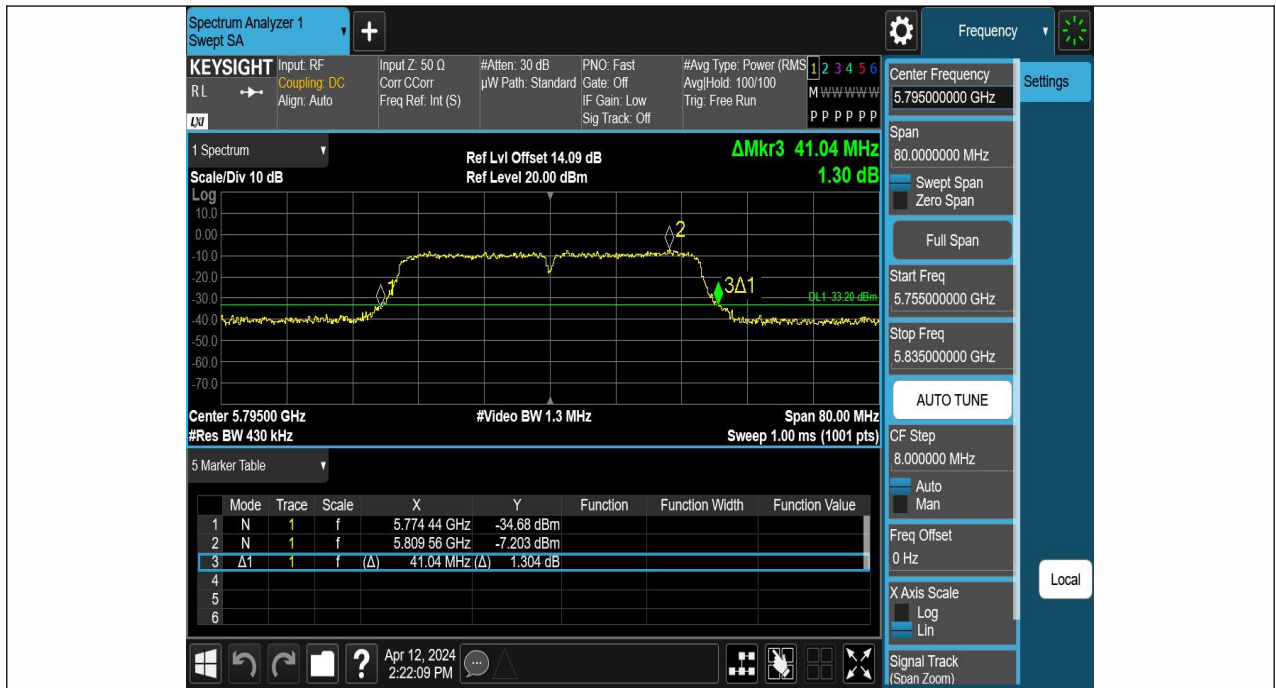 Spectrum Analyzer 1
Swept SA
+
Frequency
KEYSIGHT
RL
LXI
Input: RF
Coupling: DC
Align: Auto
Input Z: 50 Ω
Corr CCorr
Freq Ref: Int (S)
#Atten: 30 dB
µW Path: Standard
PNO: Fast
Gate: Off
IF Gain: Low
Sig Track: Off
#Avg Type: Power (RMS
Avg|Hold: 100/100
Trig: Free Run
1 2 3 4 5 6
M W W W W W
P P P P P P
1 Spectrum
Scale/Div 10 dB
Ref Lvl Offset 14.09 dB
Ref Level 20.00 dBm
ΔMkr3 41.04 MHz
1.30 dB
Log
10.0
0.00
-10.0
-20.0
-30.0
-40.0
-50.0
-60.0
-70.0
1
2
3Δ1
DL1 -33.20 dBm
Center 5.79500 GHz
#Video BW 1.3 MHz
Span 80.00 MHz
#Res BW 430 kHz
Sweep 1.00 ms (1001 pts)
5 Marker Table
Mode Trace Scale X Y Function Function Width Function Value
1 N 1 f 5.774 44 GHz -34.68 dBm
2 N 1 f 5.809 56 GHz -7.203 dBm
3 Δ1 1 f (Δ) 41.04 MHz (Δ) 1.304 dB
4
5
6
?
Apr 12, 2024
2:22:09 PM
Center Frequency
5.795000000 GHz
Span
80.0000000 MHz
Swept Span
Zero Span
Full Span
Start Freq
5.755000000 GHz
Stop Freq
5.835000000 GHz
AUTO TUNE
CF Step
8.000000 MHz
Auto
Man
Freq Offset
0 Hz
X Axis Scale
Log
Lin
Signal Track
(Span Zoom)
Settings
Local